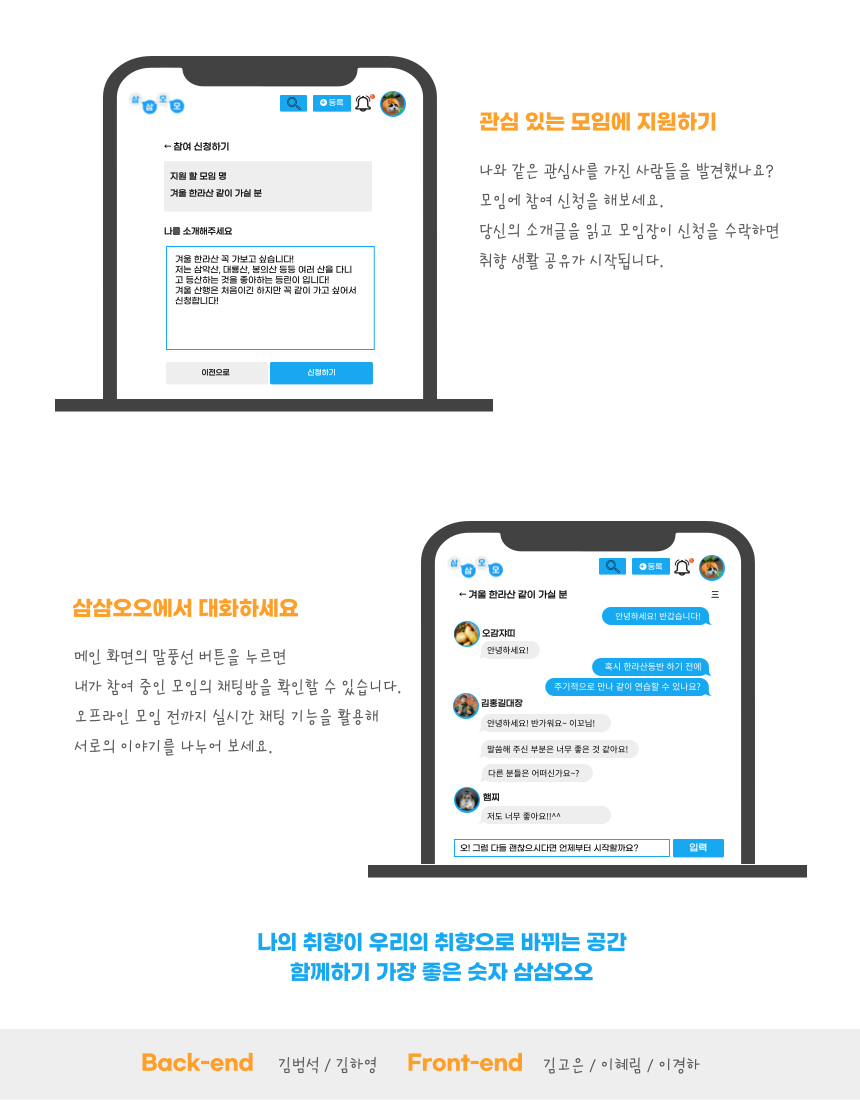 삼삼오오
등록
← 참여 신청하기
지원 할 모임 명
겨울 한라산 같이 가실 분
나를 소개해주세요
겨울 한라산 꼭 가보고 싶습니다!
저는 삼악산, 대룡산, 봉의산 등등 여러 산을 다니
고 등산하는 것을 좋아하는 등린이 입니다!
겨울 산행은 처음이긴 하지만 꼭 같이 가고 싶어서
신청합니다!
이전으로
신청하기
관심 있는 모임에 지원하기
나와 같은 관심사를 가진 사람들을 발견했나요?
모임에 참여 신청을 해보세요.
당신의 소개글을 읽고 모임장이 신청을 수락하면
취향 생활 공유가 시작됩니다.
삼삼오오에서 대화하세요
메인 화면의 말풍선 버튼을 누르면
내가 참여 중인 모임의 채팅방을 확인할 수 있습니다.
오프라인 모임 전까지 실시간 채팅 기능을 활용해
서로의 이야기를 나누어 보세요.
삼삼오오
등록
← 겨울 한라산 같이 가실 분
안녕하세요! 반갑습니다!
오감쟈띠
안녕하세요!
혹시 한라산등반 하기 전에
주기적으로 만나 같이 연습할 수 있나요?
김홍길대장
안녕하세요! 반가워요~ 이꼬님!
말씀해 주신 부분은 너무 좋은 것 같아요!
다른 분들은 어떠신가요~?
햄찌
저도 너무 좋아요!!^^
오! 그럼 다들 괜찮으시다면 언제부터 시작할까요?
입력
나의 취향이 우리의 취향으로 바뀌는 공간
함께하기 가장 좋은 숫자 삼삼오오
Back-end 김범석 / 김하영 Front-end 김고은 / 이혜림 / 이경하